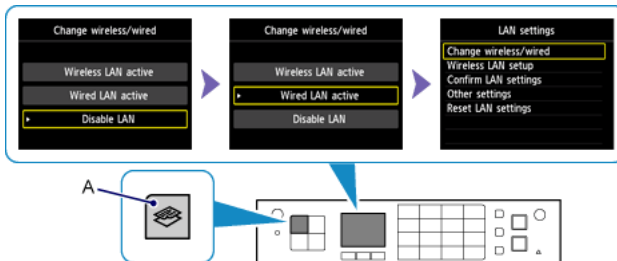 Change wireless/wired
Wireless LAN active
Wired LAN active
Disable LAN
Change wireless/wired
Wireless LAN active
Wired LAN active
Disable LAN
LAN settings
Change wireless/wired
Wireless LAN setup
Confirm LAN settings
Other settings
Reset LAN settings
A